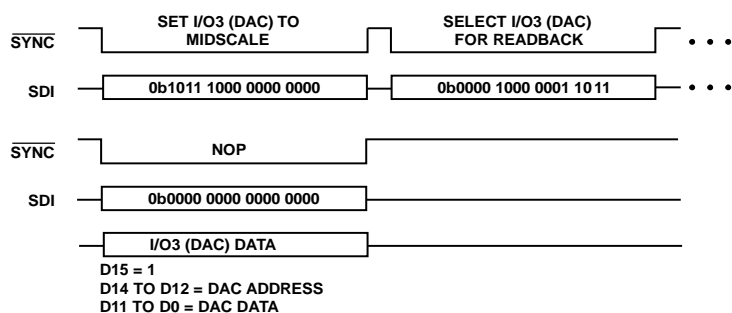 SET I/O3 (DAC) TO
MIDSCALE
SELECT I/O3 (DAC)
FOR READBACK
SYNC
SDI
0b1011 1000 0000 0000
0b0000 1000 0001 1011
SYNC
NOP
SDI
0b0000 0000 0000 0000
I/O3 (DAC) DATA
D15 = 1
D14 TO D12 = DAC ADDRESS
D11 TO D0 = DAC DATA